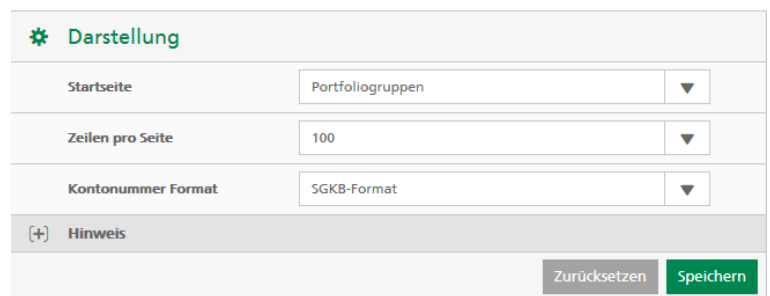 Darstellung
Startseite Portfoliogruppen
Zeilen pro Seite 100
Kontonummer Format SGKB-Format
[+] Hinweis
Zurücksetzen Speichern